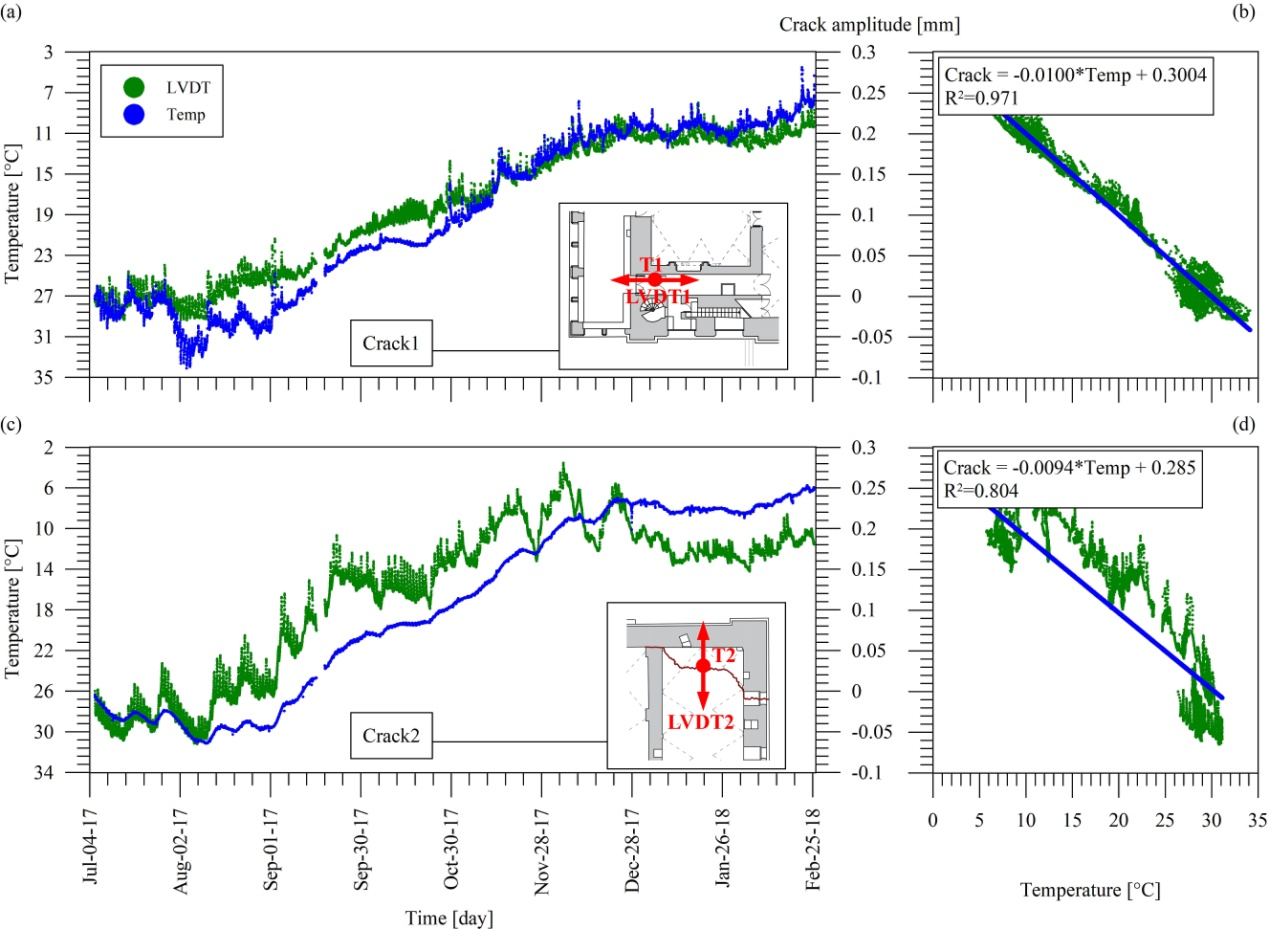 (a)
Crack amplitude [mm]
(b)
3
7
11
15
19
23
27
31
35
Temperature [°C]
LVDT
Temp
T1
LVDT1
Crack1
0.3
0.25
0.2
0.15
0.1
0.05
0
-0.05
-0.1
Crack = -0.0100*Temp + 0.3004
R²=0.971
(c)
(d)
2
6
10
14
18
22
26
30
34
Temperature [°C]
T2
LVDT2
Crack2
0.3
0.25
0.2
0.15
0.1
0.05
0
-0.05
-0.1
Crack = -0.0094*Temp + 0.285
R²=0.804
Jul-04-17
Aug-02-17
Sep-01-17
Sep-30-17
Oct-30-17
Nov-28-17
Dec-28-17
Jan-26-18
Feb-25-18
Time [day]
0 5 10 15 20 25 30 35
Temperature [°C]